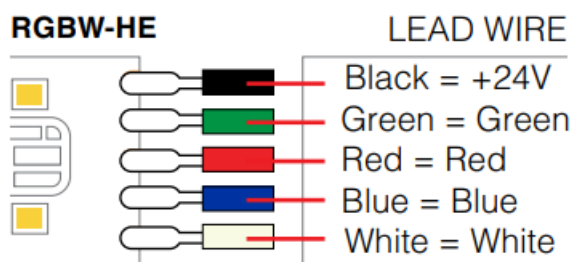 RGBW-HE
LEAD WIRE
Black = +24V
Green = Green
Red = Red
Blue = Blue
White = White